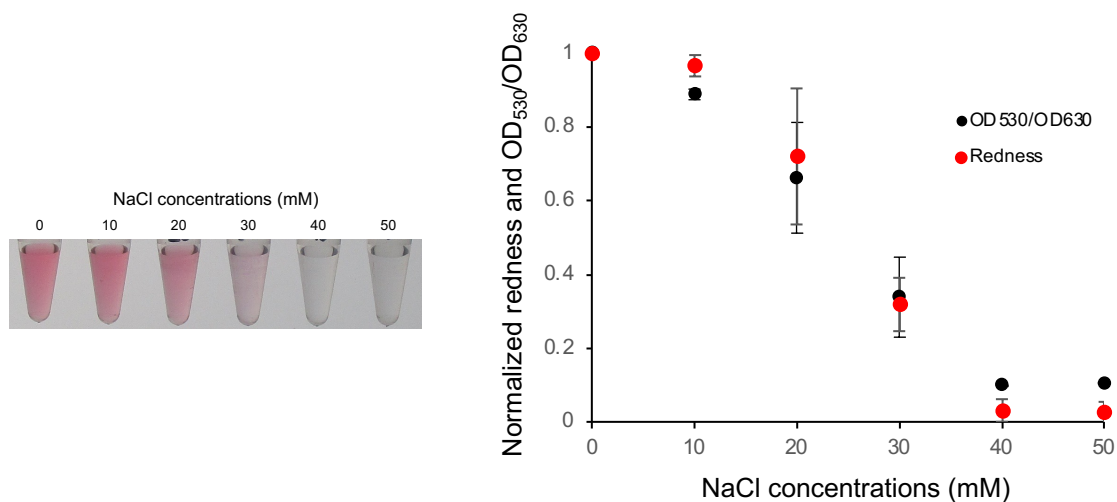 NaCl concentrations (mM)
0 10 20 30 40 50
Normalized redness and OD530/OD630
1
0.8
0.6
0.4
0.2
0
0 10 20 30 40 50
NaCl concentrations (mM)
OD530/OD630
Redness